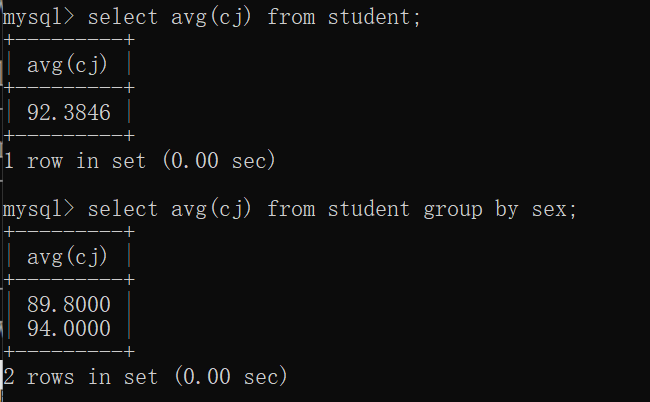 mysql> select avg(cj) from student;
+---------+
| avg(cj) |
+---------+
| 92.3846 |
+---------+
1 row in set (0.00 sec)
mysql> select avg(cj) from student group by sex;
+---------+
| avg(cj) |
+---------+
| 89.8000 |
| 94.0000 |
+---------+
2 rows in set (0.00 sec)